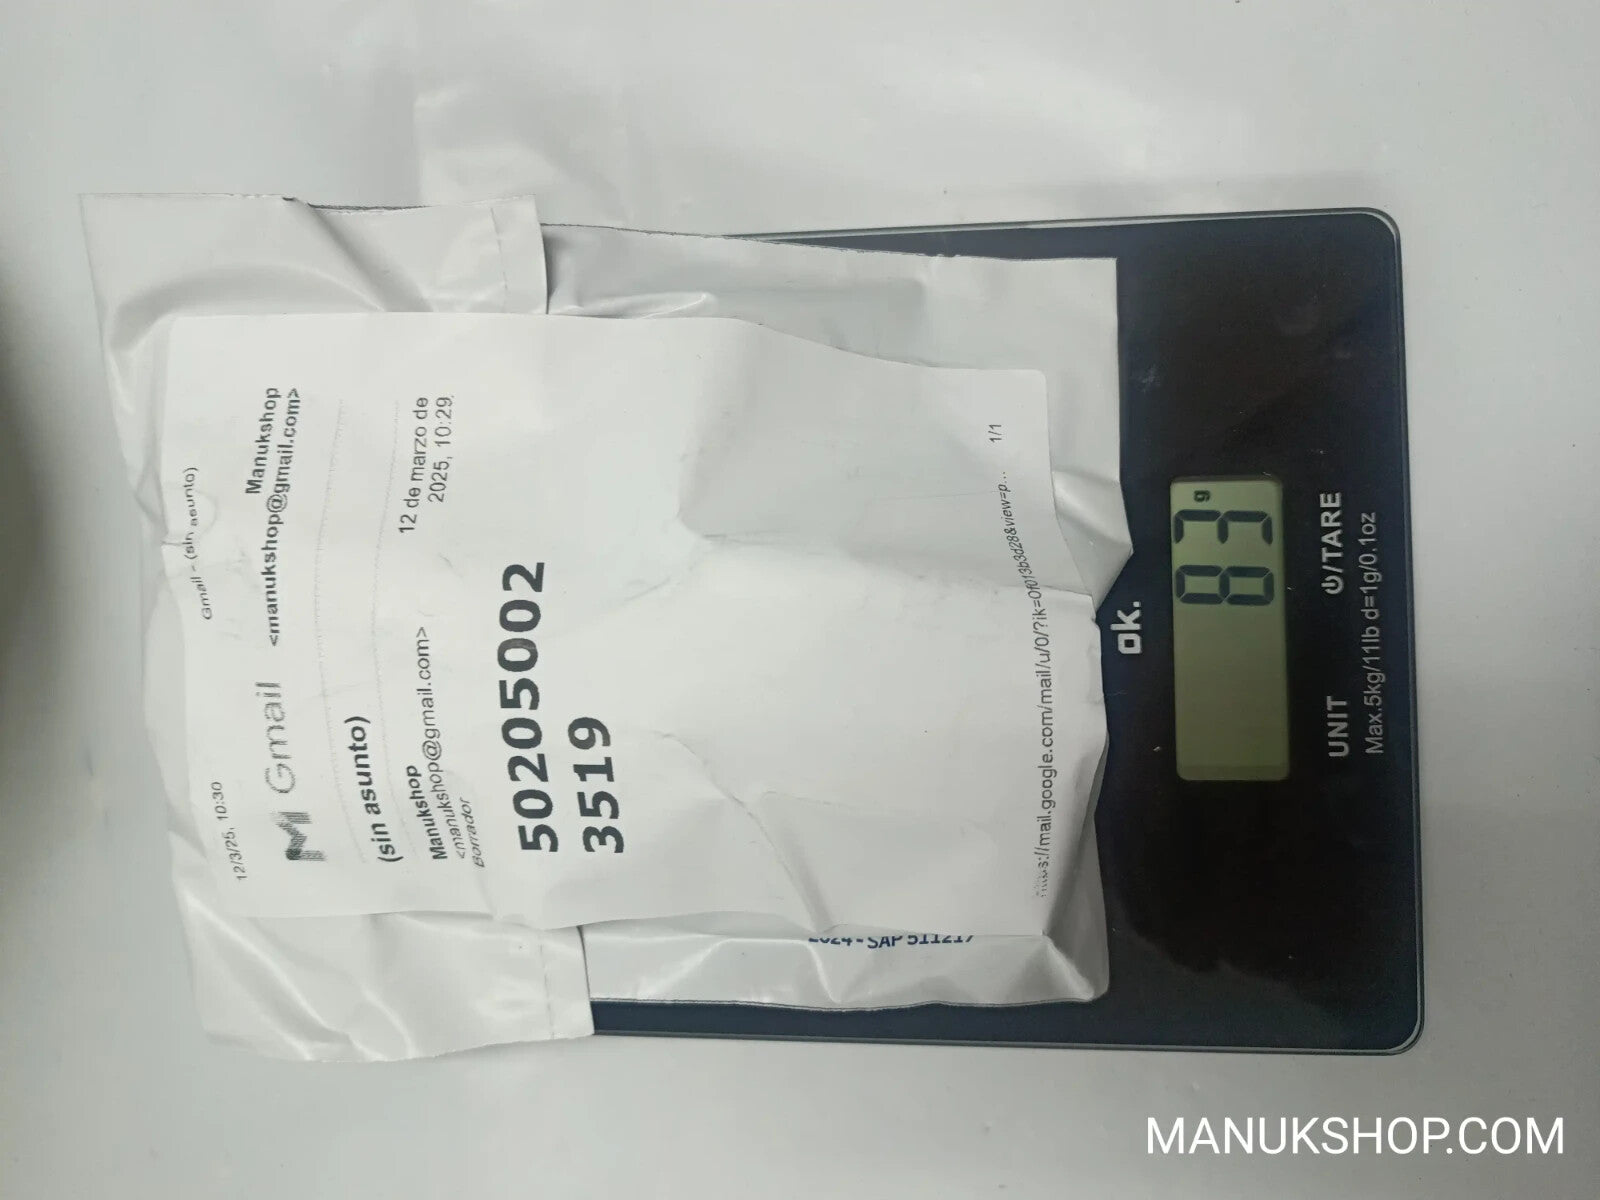 12/3/25, 10:30
Gmail - (sin asunto)
M Gmail
Manukshop
<manukshop@gmail.com>
(sin asunto)
Manukshop
<manukshop@gmail.com>
Borrador
12 de marzo de
2025, 10:29
50205002
3519
https://mail.google.com/mail/u/0/?ik=0f013b3d28&view=p...
1/1
2024-SAP 511217
ok.
83 g
UNIT
/TARE
Max.5kg/11lb d=1g/0.1oz
MANUKSHOP.COM